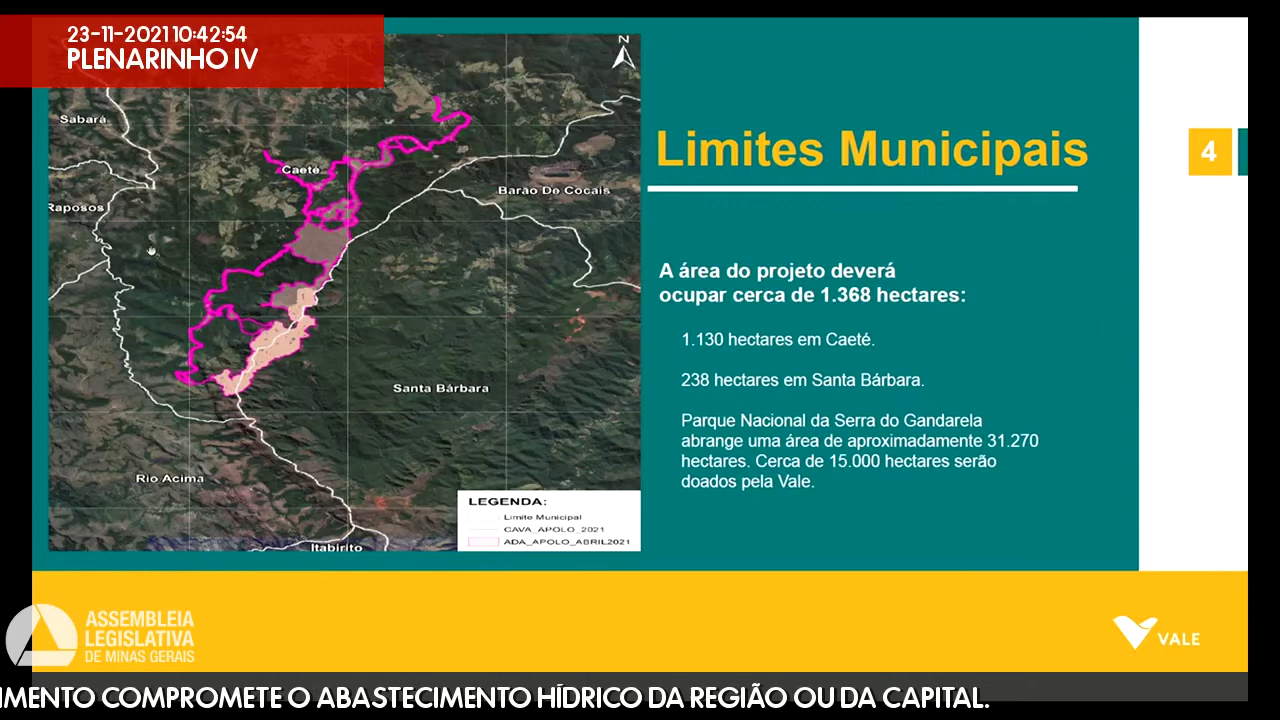 23-11-2021 10:42:54
PLENARINHO IV
N
Sabará
Caeté
Barão De Cocais
Raposos
Santa Bárbara
Rio Acima
Itabirito
LEGENDA:
Limite Municipal
CAVA_APOLO_2021
ADA_APOLO_ABRIL2021
Limites Municipais
4
A área do projeto deverá
ocupar cerca de 1.368 hectares:
1.130 hectares em Caeté.
238 hectares em Santa Bárbara.
Parque Nacional da Serra do Gandarela
abrange uma área de aproximadamente 31.270
hectares. Cerca de 15.000 hectares serão
doados pela Vale.
ASSEMBLEIA
LEGISLATIVA
DE MINAS GERAIS
VALE
IMENTO COMPROMETE O ABASTECIMENTO HÍDRICO DA REGIÃO OU DA CAPITAL.